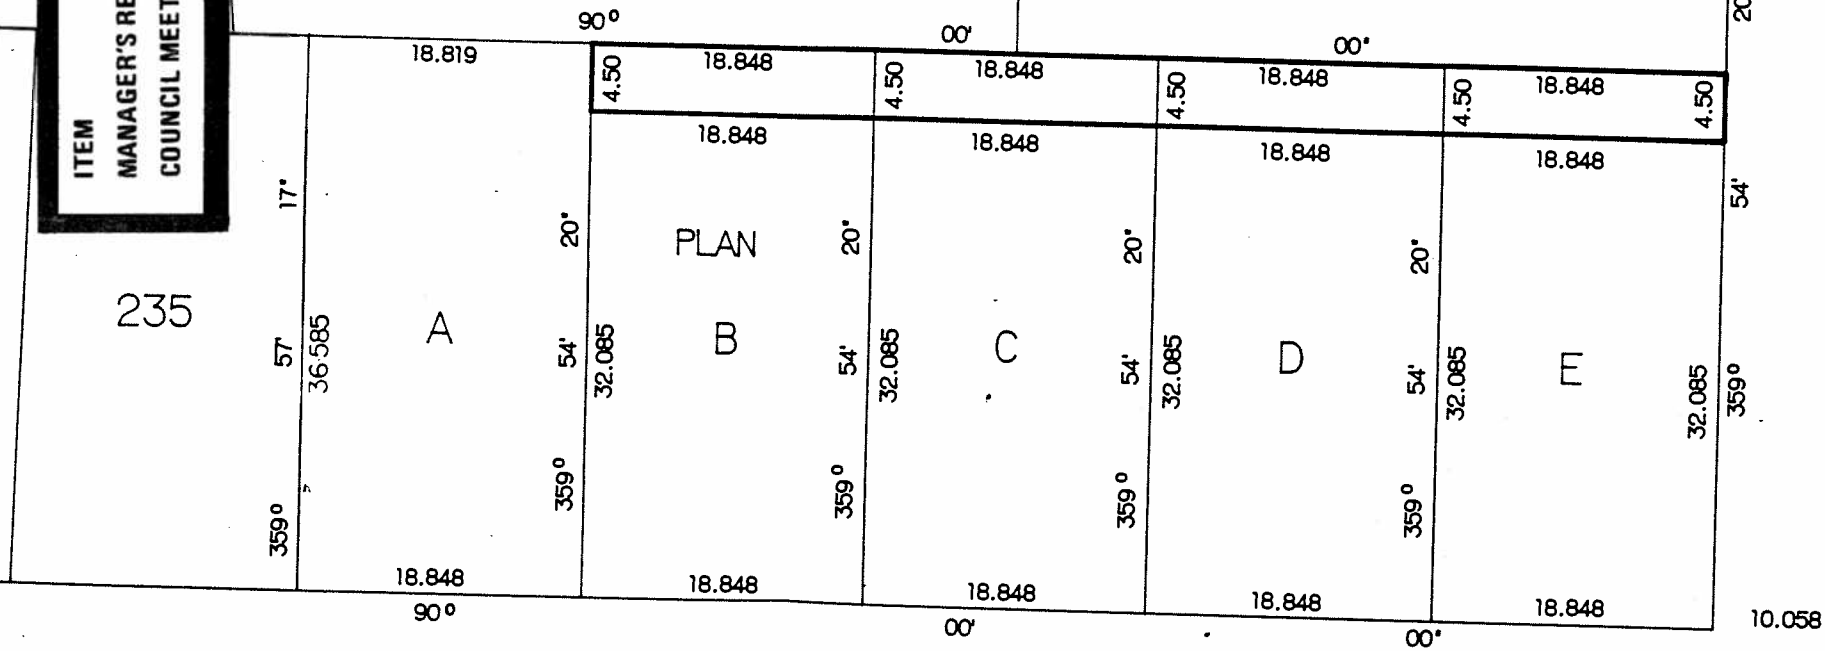 ITEM
MANAGER'S RE
COUNCIL MEET
20
90° 00' 00"
18.819 18.848 18.848 18.848 18.848
4.50 4.50 4.50 4.50 4.50
18.848 18.848 18.848 18.848
17" 20" 20" 20" 20" 54'
PLAN
235 A B C D E
57' 54' 54' 54' 54'
36.585 32.085 32.085 32.085 32.085 32.085
359° 359° 359° 359° 359° 359°
18.848 18.848 18.848 18.848 18.848
10.058
90° 00' 00"